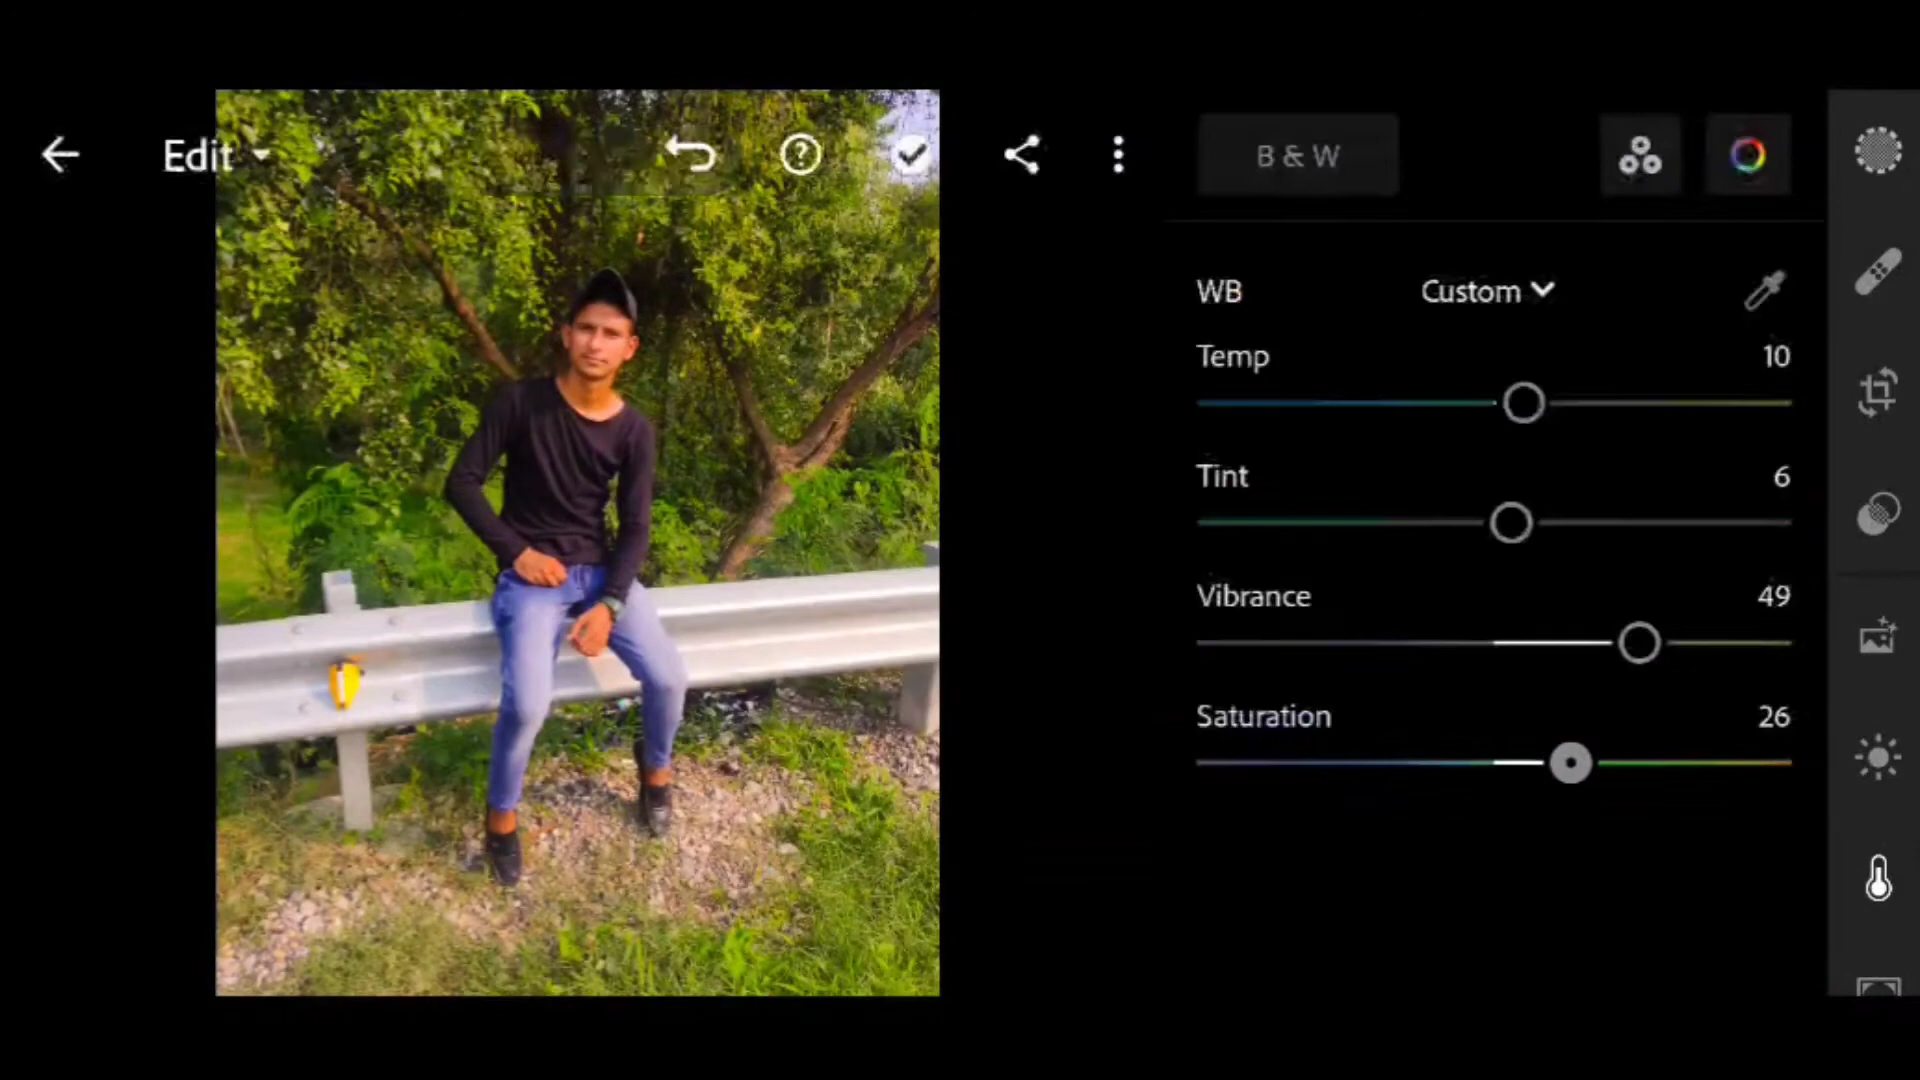 Edit
B & W
WB Custom
Temp 10
Tint 6
Vibrance 49
Saturation 26